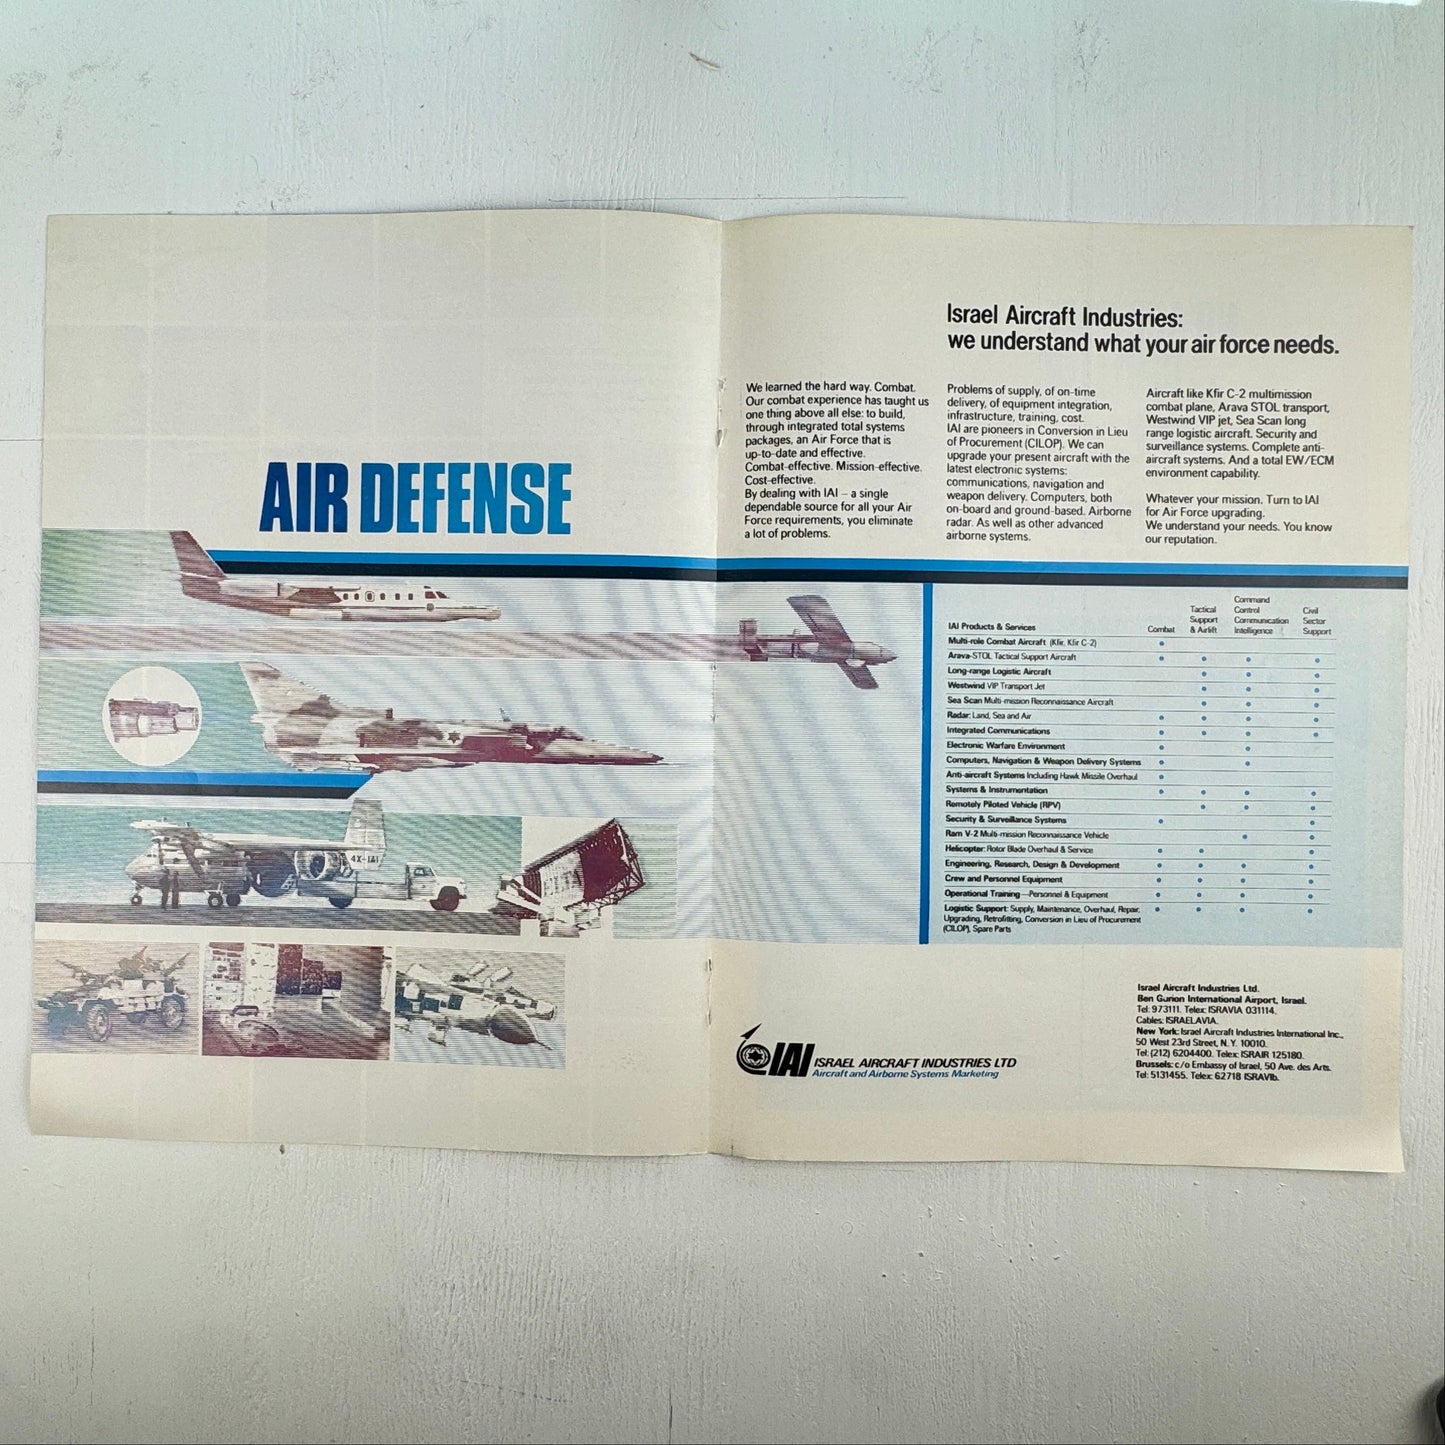 AIR DEFENSE
4X-IAI
ELTA
Israel Aircraft Industries:
we understand what your air force needs.
We learned the hard way. Combat.
Our combat experience has taught us
one thing above all else: to build,
through integrated total systems
packages, an Air Force that is
up-to-date and effective.
Combat-effective. Mission-effective.
Cost-effective.
By dealing with IAI – a single
dependable source for all your Air
Force requirements, you eliminate
a lot of problems.
Problems of supply, of on-time
delivery, of equipment integration,
infrastructure, training, cost.
IAI are pioneers in Conversion in Lieu
of Procurement (CILOP). We can
upgrade your present aircraft with the
latest electronic systems:
communications, navigation and
weapon delivery. Computers, both
on-board and ground-based. Airborne
radar. As well as other advanced
airborne systems.
Aircraft like Kfir C-2 multimission
combat plane, Arava STOL transport,
Westwind VIP jet, Sea Scan long
range logistic aircraft. Security and
surveillance systems. Complete anti-
aircraft systems. And a total EW/ECM
environment capability.
Whatever your mission. Turn to IAI
for Air Force upgrading.
We understand your needs. You know
our reputation.
IAI Products & Services
Combat
Tactical
Support
& Airlift
Command
Control
Communication
Intelligence
Civil
Sector
Support
Multi-role Combat Aircraft (Kfir, Kfir C-2)
Arava-STOL Tactical Support Aircraft
Long-range Logistic Aircraft
Westwind VIP Transport Jet
Sea Scan Multi-mission Reconnaissance Aircraft
Radar: Land, Sea and Air
Integrated Communications
Electronic Warfare Environment
Computers, Navigation & Weapon Delivery Systems
Anti-aircraft Systems Including Hawk Missile Overhaul
Systems & Instrumentation
Remotely Piloted Vehicle (RPV)
Security & Surveillance Systems
Ram V-2 Multi-mission Reconnaissance Vehicle
Helicopter: Rotor Blade Overhaul & Service
Engineering, Research, Design & Development
Crew and Personnel Equipment
Operational Training—Personnel & Equipment
Logistic Support: Supply, Maintenance, Overhaul, Repair,
Upgrading, Retrofitting, Conversion in Lieu of Procurement
(CILOP), Spare Parts
IAI ISRAEL AIRCRAFT INDUSTRIES LTD
Aircraft and Airborne Systems Marketing
Israel Aircraft Industries Ltd.
Ben Gurion International Airport, Israel.
Tel: 973111. Telex: ISRAVIA 031114.
Cables: ISRAELAVIA.
New York: Israel Aircraft Industries International Inc.,
50 West 23rd Street, N.Y. 10010.
Tel: (212) 6204400. Telex: ISRAIR 125180.
Brussels: c/o Embassy of Israel, 50 Ave. des Arts.
Tel: 5131455. Telex: 62718 ISRAVIb.